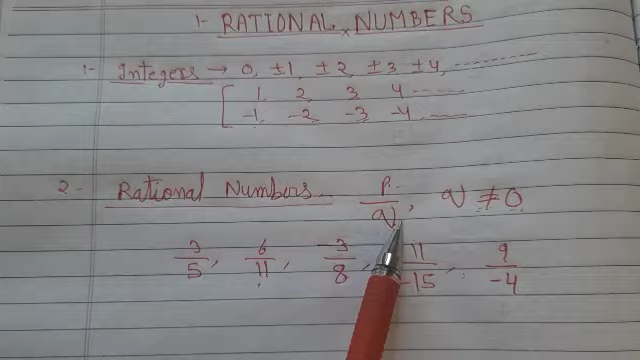 1- RATIONAL NUMBERS
1- Integers → 0, ±1, ±2, ±3, ±4, ----------
1, 2, 3, 4 ------
-1, -2, -3, -4, -----
2- Rational Numbers p/q, q ≠ 0
3/5, 6/11, -3/8, 11/-15, 9/-4